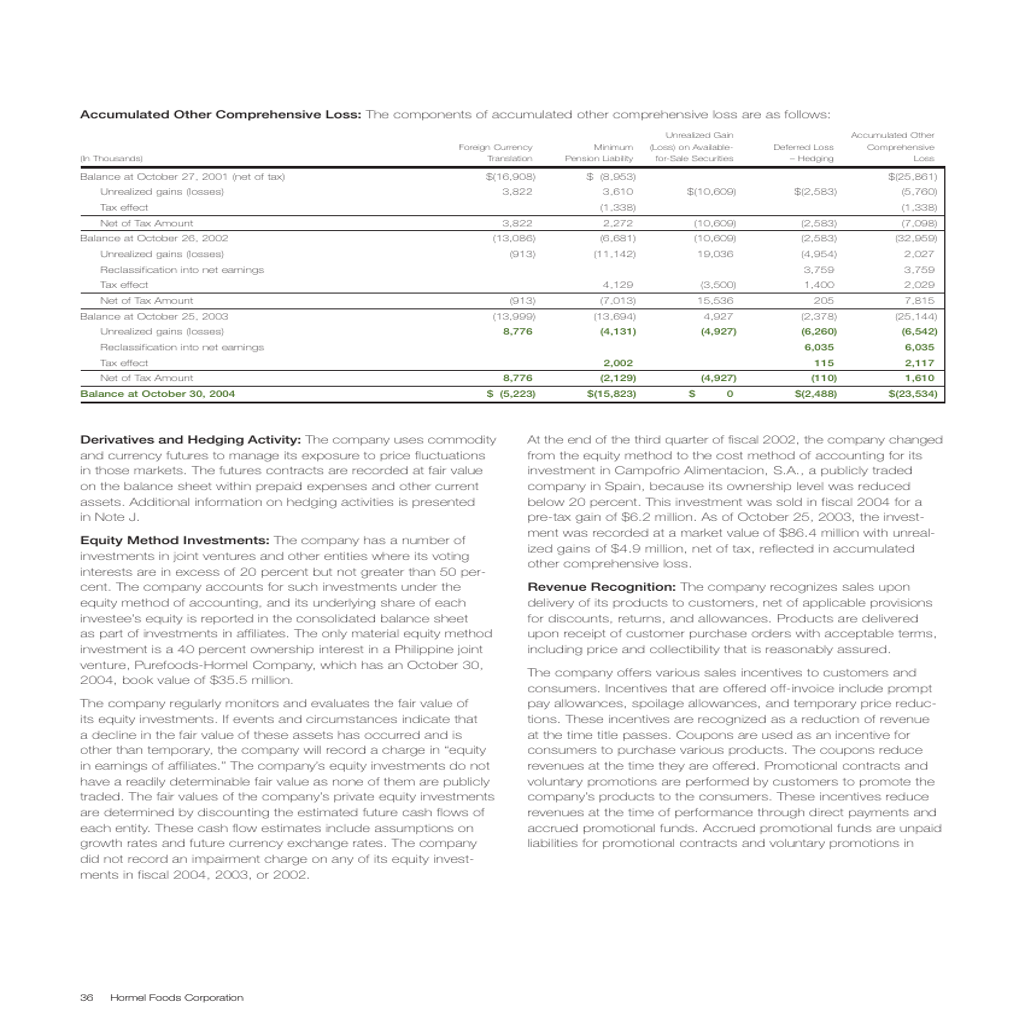 Accumulated Other Comprehensive Loss: The components of accumulated other comprehensive loss are as follows:
Unrealized Gain Accumulated Other
Foreign Currency Minimum (Loss) on Available- Deferred Loss Comprehensive
(In Thousands) Translation Pension Liability for-Sale Securities – Hedging Loss
Balance at October 27, 2001 (net of tax) $(16,908) $ (8,953) $(25,861)
Unrealized gains (losses) 3,822 3,610 $(10,609) $(2,583) (5,760)
Tax effect (1,338) (1,338)
Net of Tax Amount 3,822 2,272 (10,609) (2,583) (7,098)
Balance at October 26, 2002 (13,086) (6,681) (10,609) (2,583) (32,959)
Unrealized gains (losses) (913) (11,142) 19,036 (4,954) 2,027
Reclassification into net earnings 3,759 3,759
Tax effect 4,129 (3,500) 1,400 2,029
Net of Tax Amount (913) (7,013) 15,536 205 7,815
Balance at October 25, 2003 (13,999) (13,694) 4,927 (2,378) (25,144)
Unrealized gains (losses) 8,776 (4,131) (4,927) (6,260) (6,542)
Reclassification into net earnings 6,035 6,035
Tax effect 2,002 115 2,117
Net of Tax Amount 8,776 (2,129) (4,927) (110) 1,610
Balance at October 30, 2004 $ (5,223) $(15,823) $ 0 $(2,488) $(23,534)
Derivatives and Hedging Activity: The company uses commodity
and currency futures to manage its exposure to price fluctuations
in those markets. The futures contracts are recorded at fair value
on the balance sheet within prepaid expenses and other current
assets. Additional information on hedging activities is presented
in Note J.
Equity Method Investments: The company has a number of
investments in joint ventures and other entities where its voting
interests are in excess of 20 percent but not greater than 50 per-
cent. The company accounts for such investments under the
equity method of accounting, and its underlying share of each
investee's equity is reported in the consolidated balance sheet
as part of investments in affiliates. The only material equity method
investment is a 40 percent ownership interest in a Philippine joint
venture, Purefoods-Hormel Company, which has an October 30,
2004, book value of $35.5 million.
The company regularly monitors and evaluates the fair value of
its equity investments. If events and circumstances indicate that
a decline in the fair value of these assets has occurred and is
other than temporary, the company will record a charge in “equity
in earnings of affiliates.” The company's equity investments do not
have a readily determinable fair value as none of them are publicly
traded. The fair values of the company's private equity investments
are determined by discounting the estimated future cash flows of
each entity. These cash flow estimates include assumptions on
growth rates and future currency exchange rates. The company
did not record an impairment charge on any of its equity invest-
ments in fiscal 2004, 2003, or 2002.
At the end of the third quarter of fiscal 2002, the company changed
from the equity method to the cost method of accounting for its
investment in Campofrio Alimentacion, S.A., a publicly traded
company in Spain, because its ownership level was reduced
below 20 percent. This investment was sold in fiscal 2004 for a
pre-tax gain of $6.2 million. As of October 25, 2003, the invest-
ment was recorded at a market value of $86.4 million with unreal-
ized gains of $4.9 million, net of tax, reflected in accumulated
other comprehensive loss.
Revenue Recognition: The company recognizes sales upon
delivery of its products to customers, net of applicable provisions
for discounts, returns, and allowances. Products are delivered
upon receipt of customer purchase orders with acceptable terms,
including price and collectibility that is reasonably assured.
The company offers various sales incentives to customers and
consumers. Incentives that are offered off-invoice include prompt
pay allowances, spoilage allowances, and temporary price reduc-
tions. These incentives are recognized as a reduction of revenue
at the time title passes. Coupons are used as an incentive for
consumers to purchase various products. The coupons reduce
revenues at the time they are offered. Promotional contracts and
voluntary promotions are performed by customers to promote the
company's products to the consumers. These incentives reduce
revenues at the time of performance through direct payments and
accrued promotional funds. Accrued promotional funds are unpaid
liabilities for promotional contracts and voluntary promotions in
36 Hormel Foods Corporation